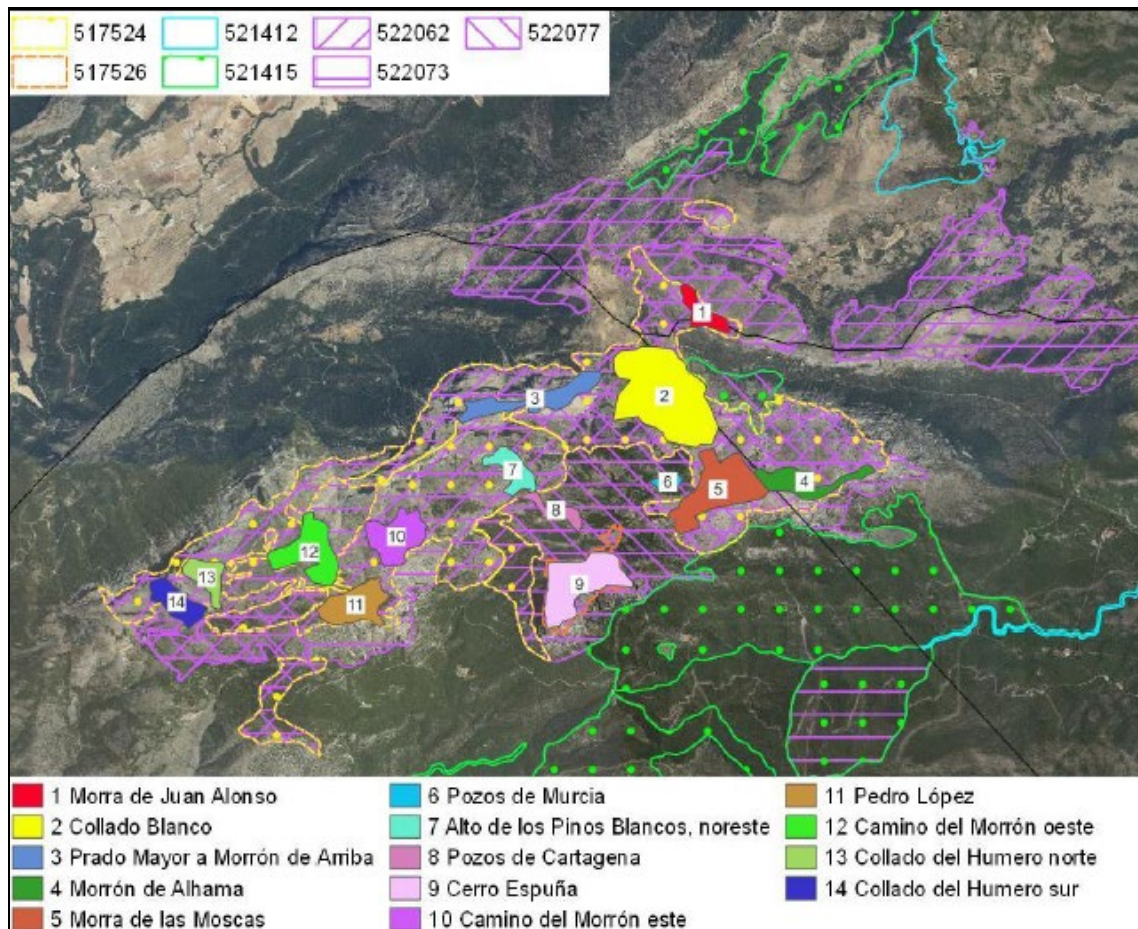 517524 521412 522062 522077
517526 521415 522073
1
2
3
4
5
6
7
8
9
10
11
12
13
14
1 Morra de Juan Alonso 6 Pozos de Murcia 11 Pedro López
2 Collado Blanco 7 Alto de los Pinos Blancos, noreste 12 Camino del Morrón oeste
3 Prado Mayor a Morrón de Arriba 8 Pozos de Cartagena 13 Collado del Humero norte
4 Morrón de Alhama 9 Cerro Espuña 14 Collado del Humero sur
5 Morra de las Moscas 10 Camino del Morrón este